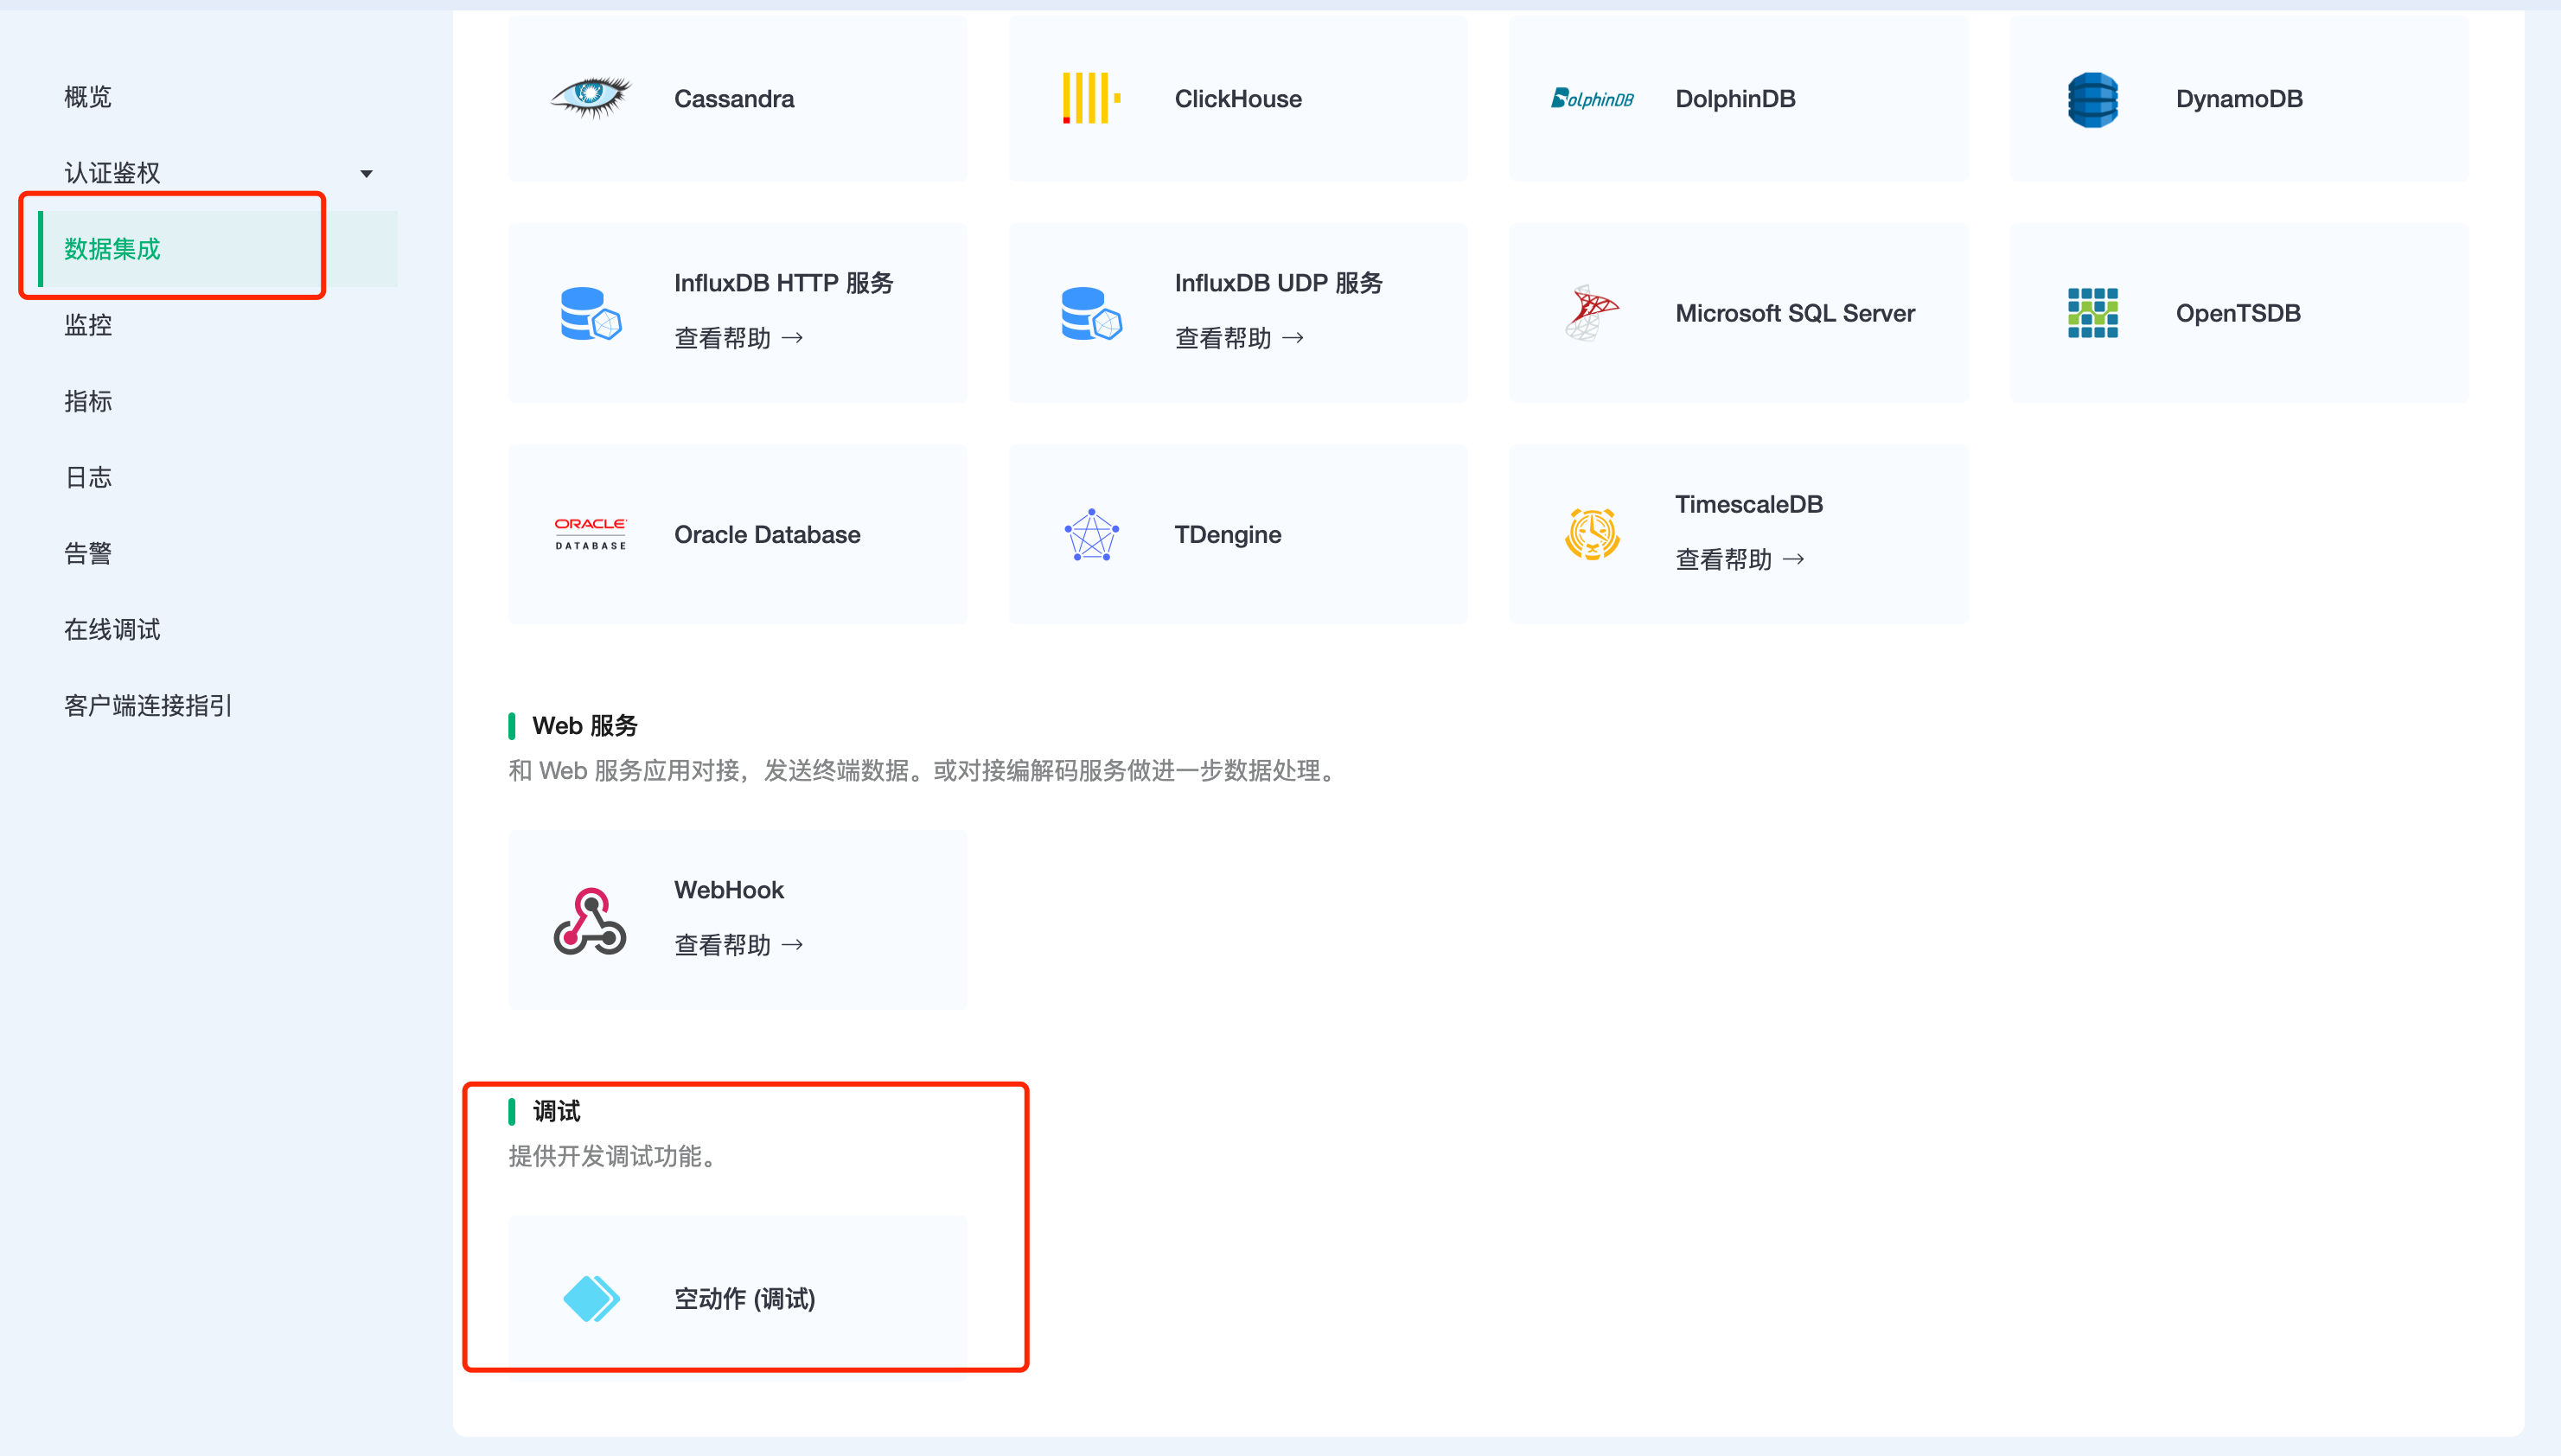 概览
认证鉴权
数据集成
监控
指标
日志
告警
在线调试
客户端连接指引
Cassandra
ClickHouse
DolphinDB
DolphinDB
DynamoDB
InfluxDB HTTP 服务
查看帮助 →
InfluxDB UDP 服务
查看帮助 →
Microsoft SQL Server
OpenTSDB
ORACLE
DATABASE
Oracle Database
TDengine
TimescaleDB
查看帮助 →
Web 服务
和 Web 服务应用对接，发送终端数据。或对接编解码服务做进一步数据处理。
WebHook
查看帮助 →
调试
提供开发调试功能。
空动作 (调试)